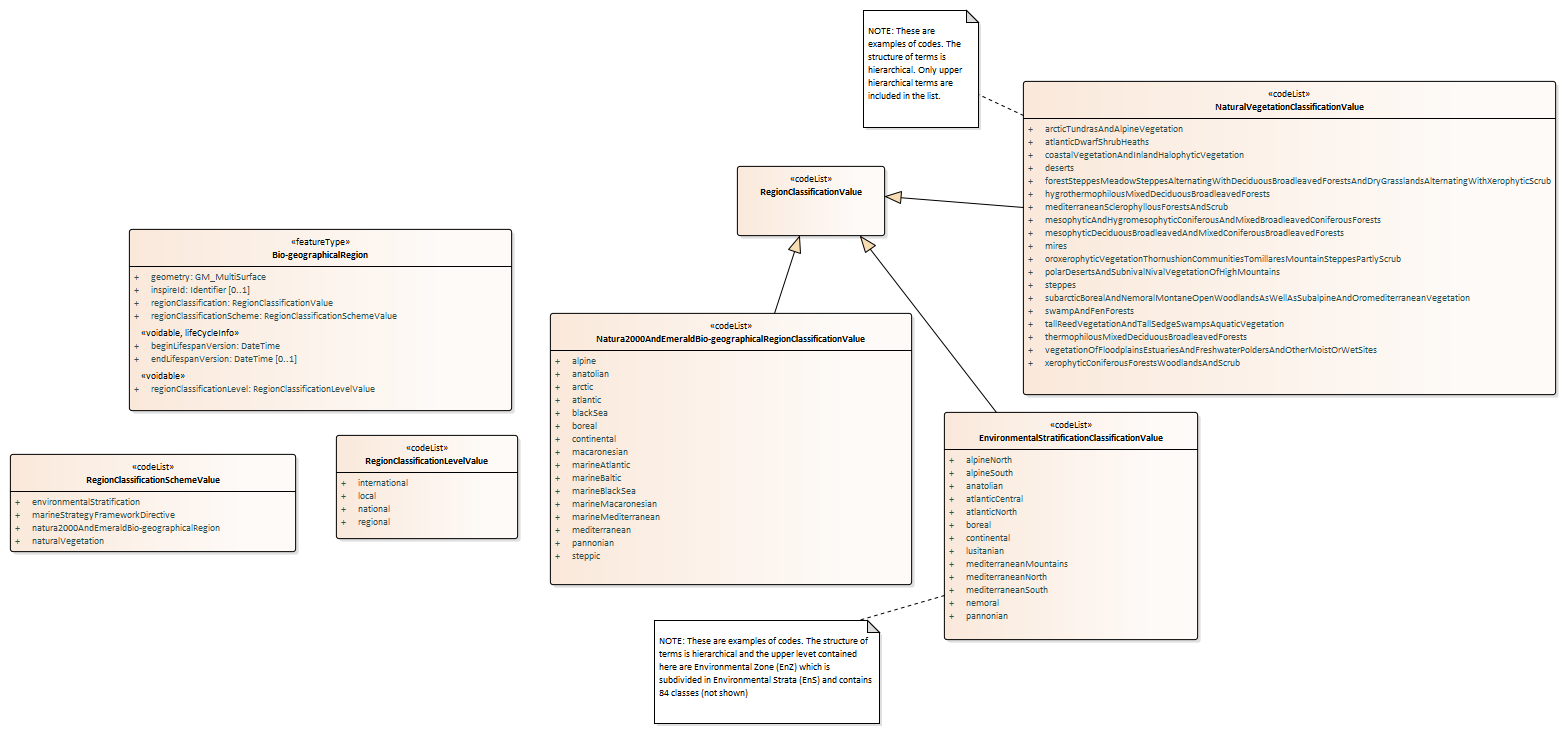 NOTE: These are
examples of codes. The
structure of terms is
hierarchical. Only upper
hierarchical terms are
included in the list.
«codeList»
NaturalVegetationClassificationValue
+ arcticTundrasAndAlpineVegetation
+ atlanticDwarfShrubHeaths
+ coastalVegetationAndInlandHalophyticVegetation
+ deserts
+ forestSteppesMeadowSteppesAlternatingWithDeciduousBroadleavedForestsAndDryGrasslandsAlternatingWithXerophyticScrub
+ hygrothermophilousMixedDeciduousBroadleavedForests
+ mediterraneanSclerophyllousForestsAndScrub
+ mesophyticAndHygromesophyticConiferousAndMixedBroadleavedConiferousForests
+ mesophyticDeciduousBroadleavedAndMixedConiferousBroadleavedForests
+ mires
+ oroxerophyticVegetationThornushionCommunitiesTomillaresMountainSteppesPartlyScrub
+ polarDesertsAndSubnivalNivalVegetationOfHighMountains
+ steppes
+ subarcticBorealAndNemoralMontaneOpenWoodlandsAsWellAsSubalpineAndOromediterraneanVegetation
+ swampAndFenForests
+ tallReedVegetationAndTallSedgeSwampsAquaticVegetation
+ thermophilousMixedDeciduousBroadleavedForests
+ vegetationOfFloodplainsEstuariesAndFreshwaterPoldersAndOtherMoistOrWetSites
+ xerophyticConiferousForestsWoodlandsAndScrub
«codeList»
RegionClassificationValue
«featureType»
Bio-geographicalRegion
+ geometry: GM_MultiSurface
+ inspireId: Identifier [0..1]
+ regionClassification: RegionClassificationValue
+ regionClassificationScheme: RegionClassificationSchemeValue
«voidable, lifeCycleInfo»
+ beginLifespanVersion: DateTime
+ endLifespanVersion: DateTime [0..1]
«voidable»
+ regionClassificationLevel: RegionClassificationLevelValue
«codeList»
Natura2000AndEmeraldBio-geographicalRegionClassificationValue
+ alpine
+ anatolian
+ arctic
+ atlantic
+ blackSea
+ boreal
+ continental
+ macaronesian
+ marineAtlantic
+ marineBaltic
+ marineBlackSea
+ marineMacaronesian
+ marineMediterranean
+ mediterranean
+ pannonian
+ steppic
«codeList»
EnvironmentalStratificationClassificationValue
+ alpineNorth
+ alpineSouth
+ anatolian
+ atlanticCentral
+ atlanticNorth
+ boreal
+ continental
+ lusitanian
+ mediterraneanMountains
+ mediterraneanNorth
+ mediterraneanSouth
+ nemoral
+ pannonian
«codeList»
RegionClassificationLevelValue
+ international
+ local
+ national
+ regional
«codeList»
RegionClassificationSchemeValue
+ environmentalStratification
+ marineStrategyFrameworkDirective
+ natura2000AndEmeraldBio-geographicalRegion
+ naturalVegetation
NOTE: These are examples of codes. The structure of
terms is hierarchical and the upper levet contained
here are Environmental Zone (EnZ) which is
subdivided in Environmental Strata (EnS) and contains
84 classes (not shown)